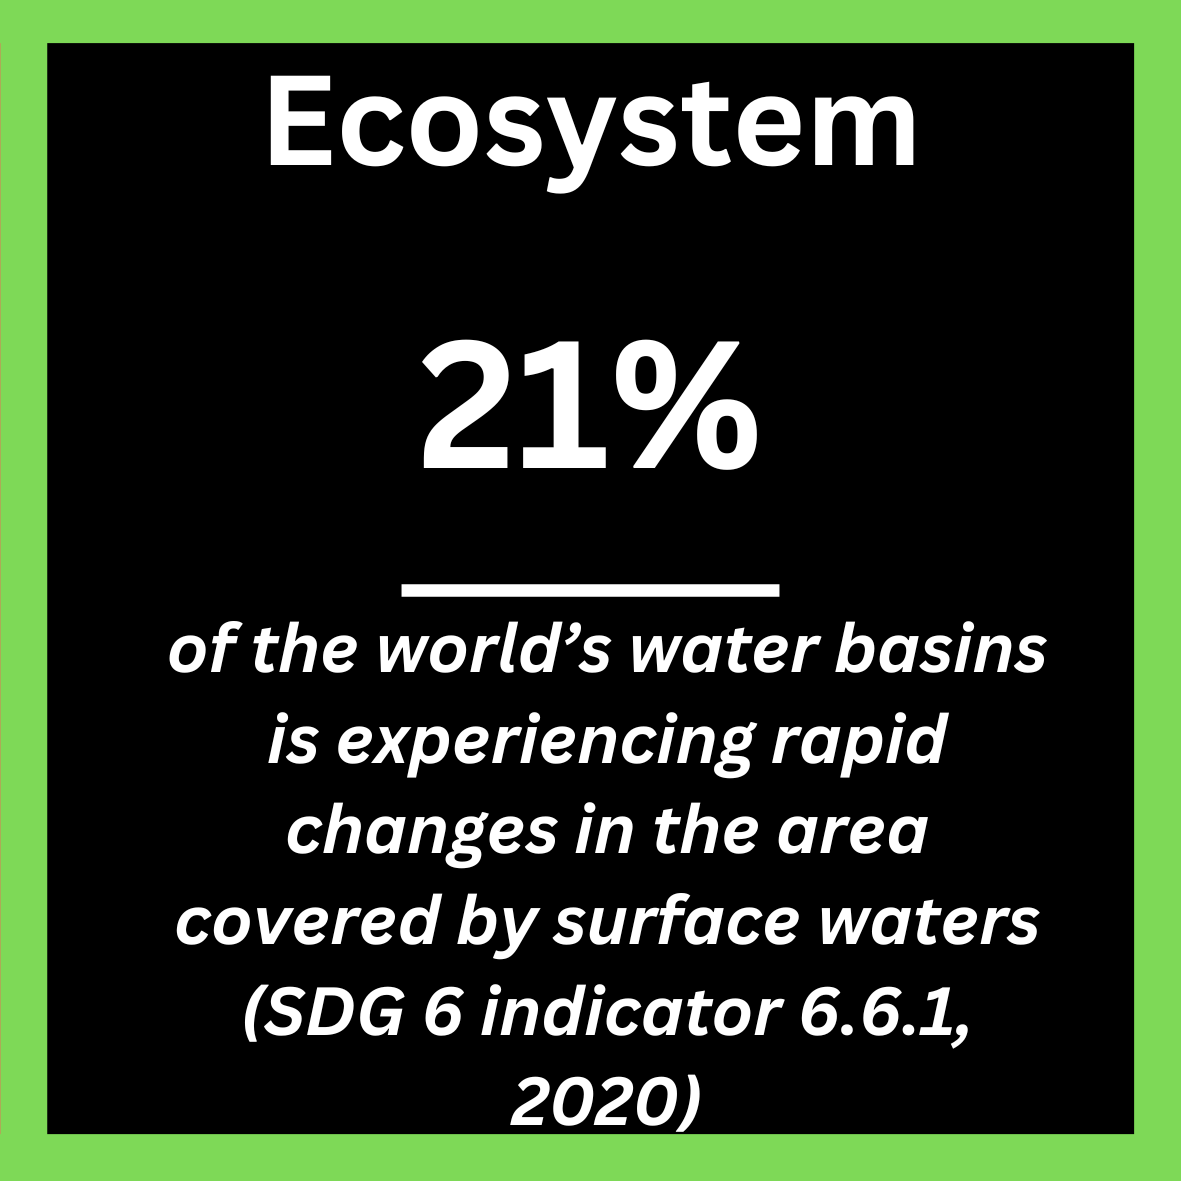 Ecosystem
21%
of the world’s water basins
is experiencing rapid
changes in the area
covered by surface waters
(SDG 6 indicator 6.6.1,
2020)